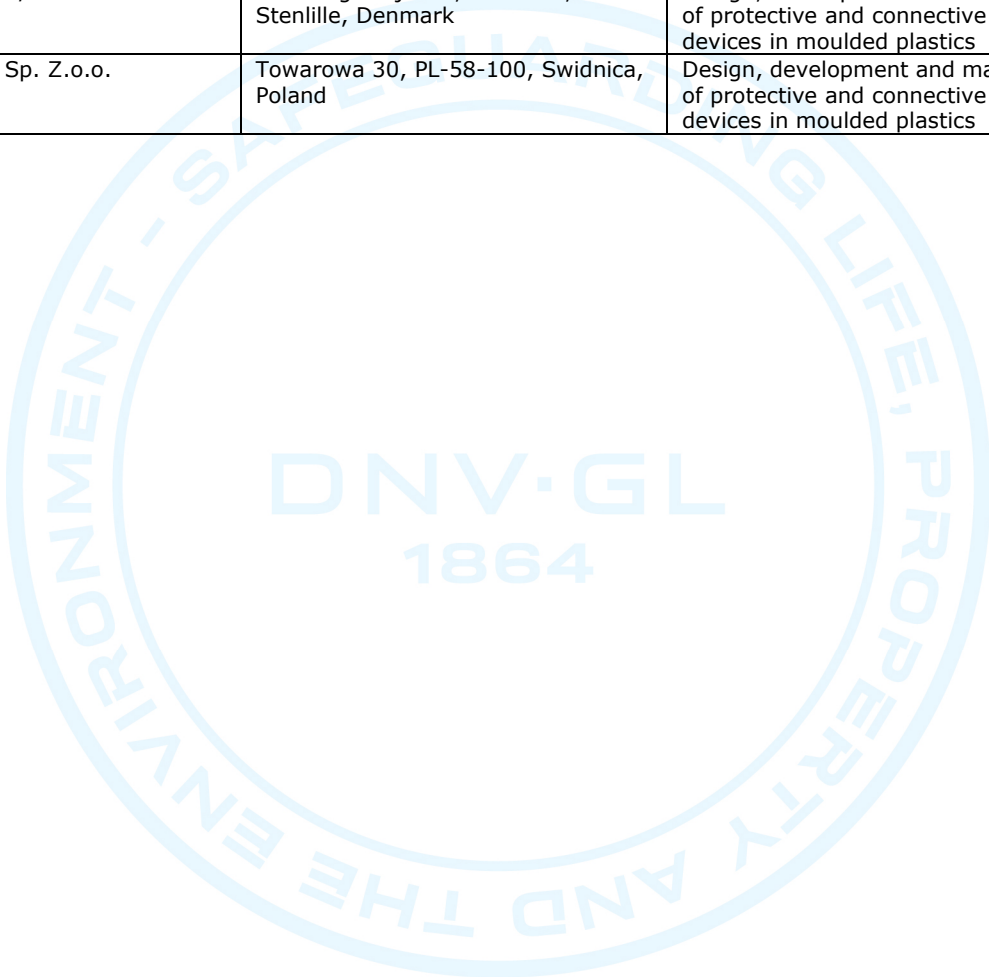 Stenlille, Denmark
of protective and connective
devices in moulded plastics
Sp. Z.o.o.
Towarowa 30, PL-58-100, Swidnica,
Poland
Design, development and ma
of protective and connective
devices in moulded plastics
SAFEGUARDING LIFE, PROPERTY AND THE ENVIRONMENT -
DNV·GL
1864